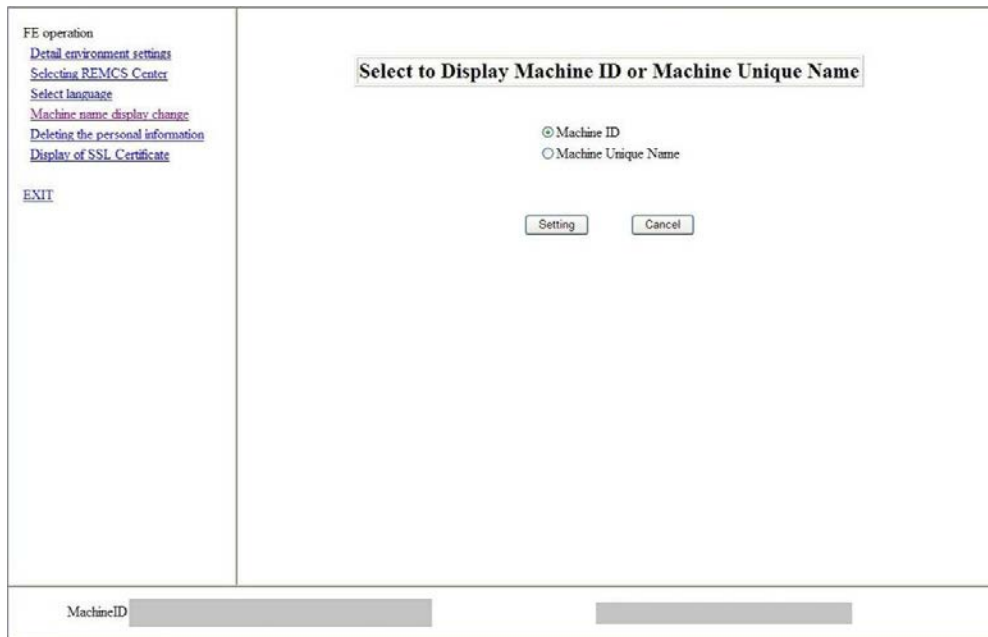 FE operation
Detail environment settings
Selecting REMCS Center
Select language
Machine name display change
Deleting the personal information
Display of SSL Certificate
EXIT
Select to Display Machine ID or Machine Unique Name
Machine ID
Machine Unique Name
Setting
Cancel
MachineID